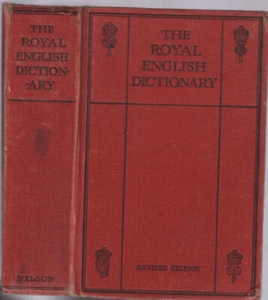 THE
ROYAL
ENGLISH
DICTION-
ARY
NELSON
THE
ROYAL
ENGLISH
DICTIONARY
REVISED EDITION